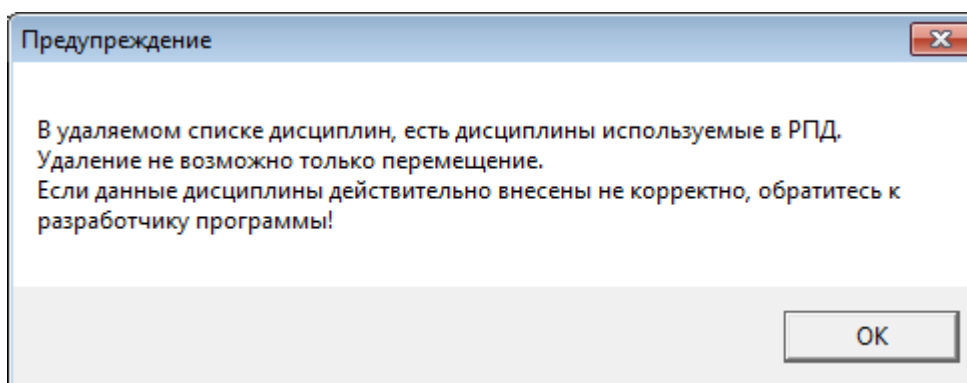 Предупреждение
В удаляемом списке дисциплин, есть дисциплины используемые в РПД.
Удаление не возможно только перемещение.
Если данные дисциплины действительно внесены не корректно, обратитесь к
разработчику программы!
ОК